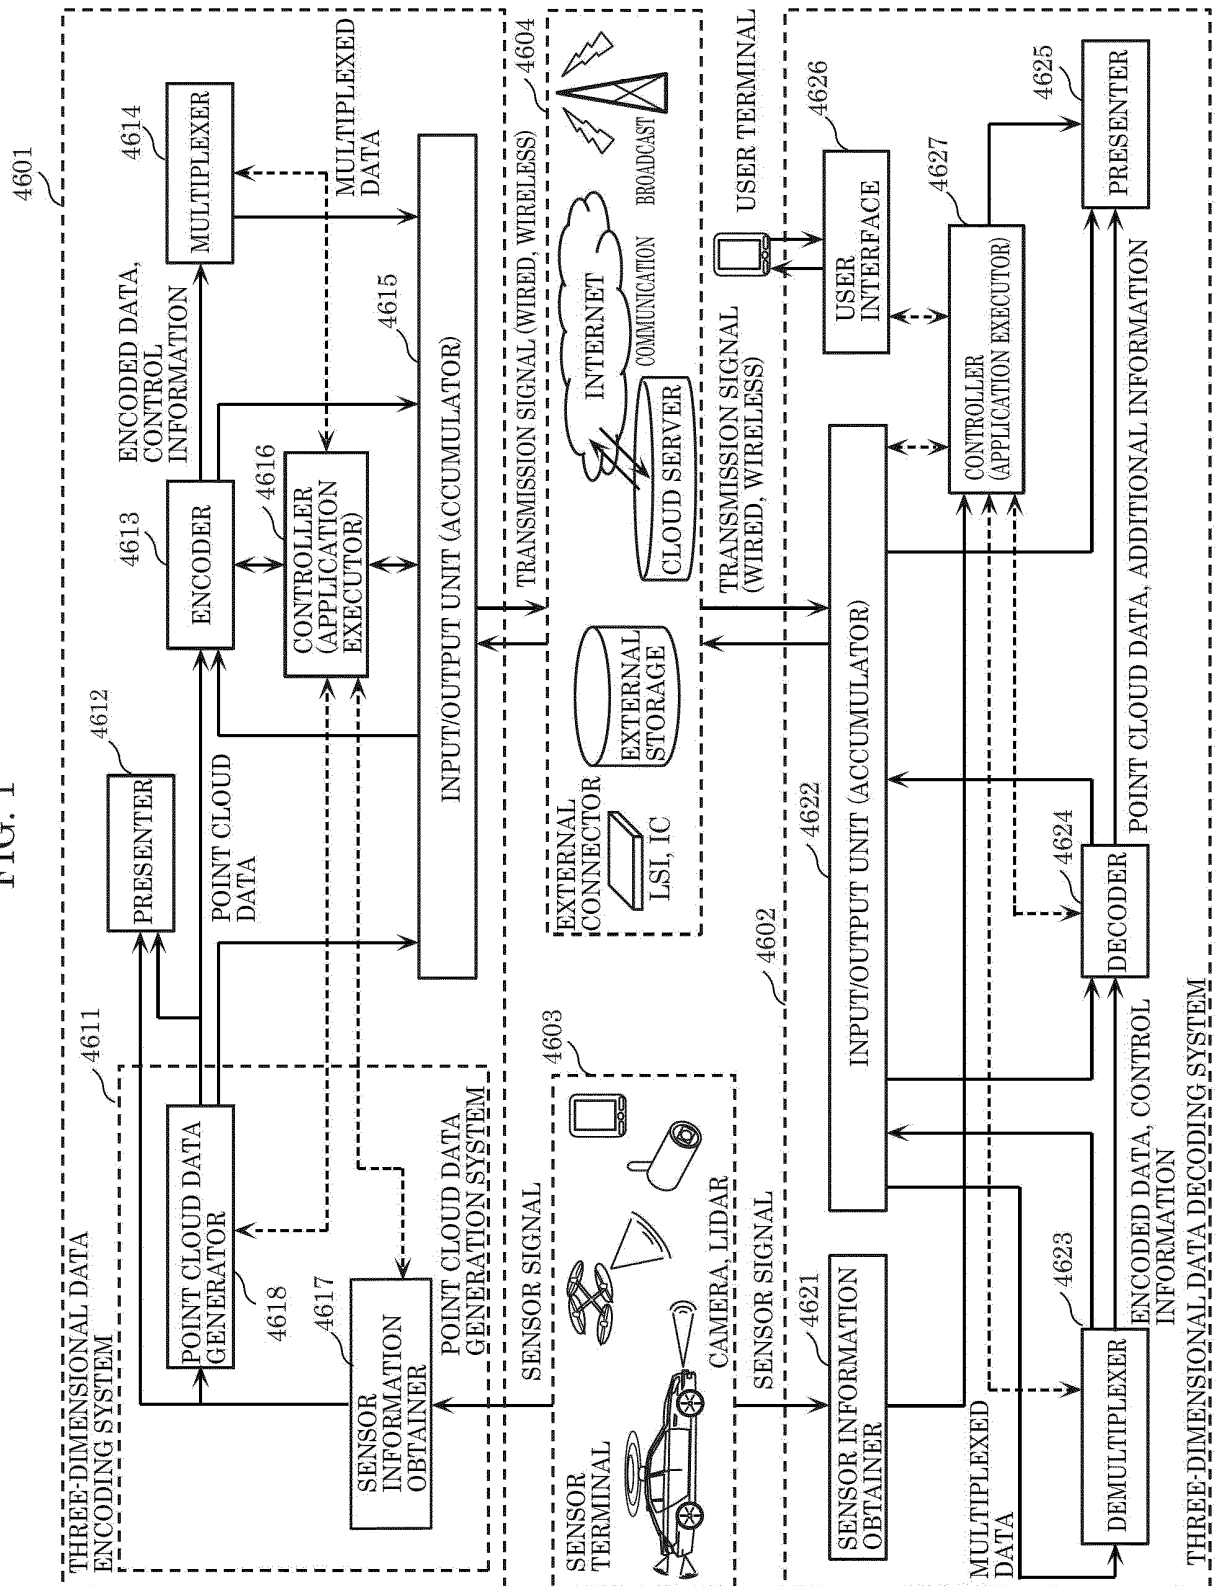 FIG. 1
4601
THREE-DIMENSIONAL DATA
ENCODING SYSTEM
4611
POINT CLOUD DATA
GENERATOR
4618
4617
SENSOR
INFORMATION
OBTAINER
POINT CLOUD DATA
GENERATION SYSTEM
4612
PRESENTER
POINT CLOUD
DATA
4613
ENCODER
ENCODED DATA,
CONTROL
INFORMATION
4614
MULTIPLEXER
MULTIPLEXED
DATA
4616
CONTROLLER
(APPLICATION
EXECUTOR)
4615
INPUT/OUTPUT UNIT (ACCUMULATOR)
SENSOR SIGNAL
TRANSMISSION SIGNAL (WIRED, WIRELESS)
4603
SENSOR
TERMINAL
CAMERA, LIDAR
4604
EXTERNAL
CONNECTOR
LSI, IC
EXTERNAL
STORAGE
CLOUD SERVER
INTERNET
COMMUNICATION
BROADCAST
SENSOR SIGNAL
TRANSMISSION SIGNAL
(WIRED, WIRELESS)
USER TERMINAL
4602
4621
SENSOR INFORMATION
OBTAINER
4622
INPUT/OUTPUT UNIT (ACCUMULATOR)
4626
USER
INTERFACE
4627
CONTROLLER
(APPLICATION EXECUTOR)
MULTIPLEXED
DATA
4623
DEMULTIPLEXER
ENCODED DATA, CONTROL
INFORMATION
4624
DECODER
POINT CLOUD DATA, ADDITIONAL INFORMATION
4625
PRESENTER
THREE-DIMENSIONAL DATA DECODING SYSTEM